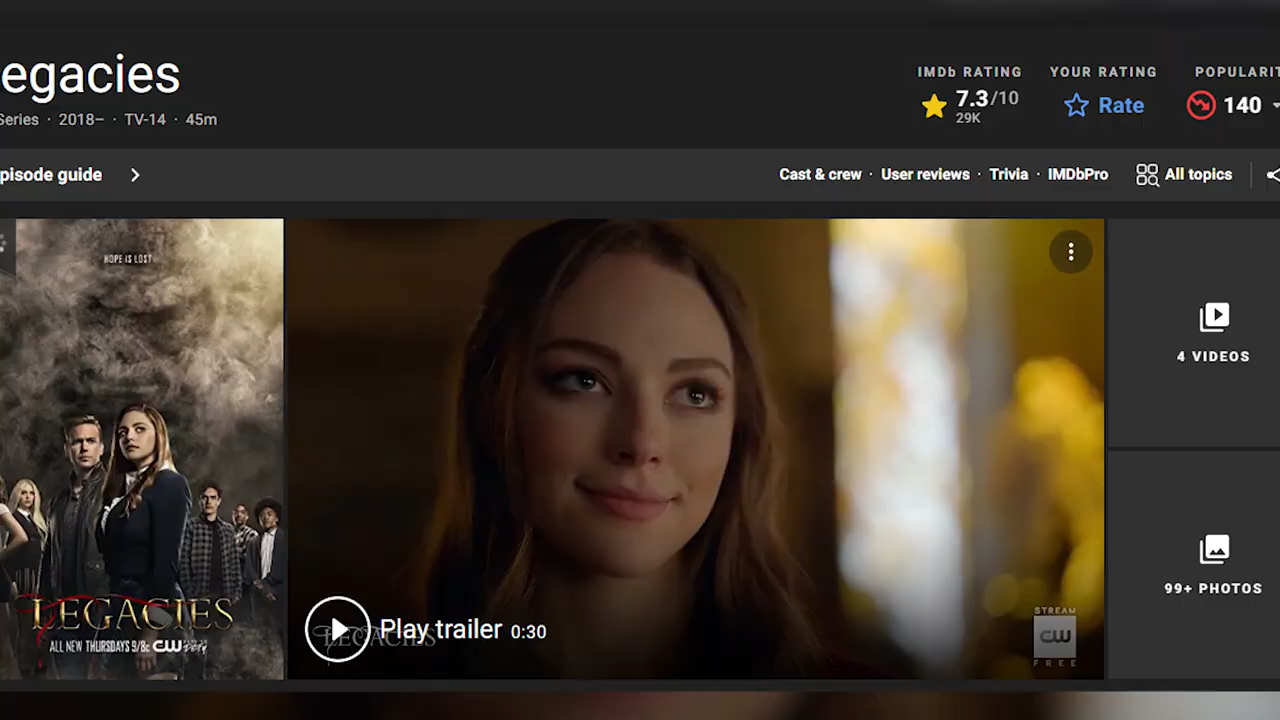 egacies
Series · 2018– · TV-14 · 45m
IMDb RATING
7.3/10
29K
YOUR RATING
Rate
POPULARIT
140
pisode guide
Cast & crew · User reviews · Trivia · IMDbPro
All topics
HOPE IS LOST
LEGACIES
ALL NEW THURSDAYS 9/8c CW
LEGACIES
Play trailer 0:30
STREAM
CW
FREE
4 VIDEOS
99+ PHOTOS